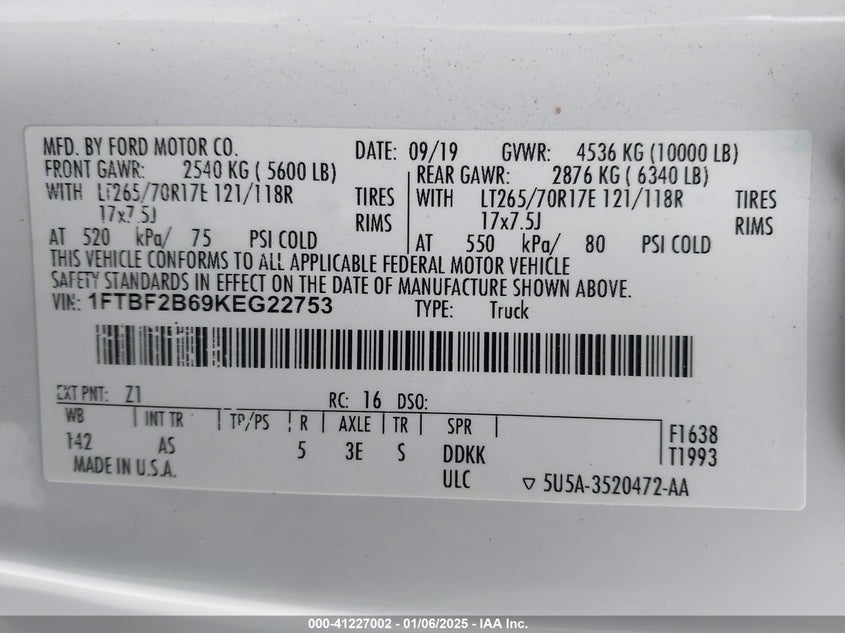 MFD. BY FORD MOTOR CO. DATE: 09/19 GVWR: 4536 KG (10000 LB)
FRONT GAWR: 2540 KG ( 5600 LB) REAR GAWR: 2876 KG ( 6340 LB)
WITH LT265/70R17E 121/118R TIRES WITH LT265/70R17E 121/118R TIRES
17x7.5J RIMS 17x7.5J RIMS
AT 520 kPa/ 75 PSI COLD AT 550 kPa/ 80 PSI COLD
THIS VEHICLE CONFORMS TO ALL APPLICABLE FEDERAL MOTOR VEHICLE
SAFETY STANDARDS IN EFFECT ON THE DATE OF MANUFACTURE SHOWN ABOVE.
VIN: 1FTBF2B69KEG22753 TYPE: Truck
EXT PNT: Z1 RC: 16 DSO:
WB INT TR TP/PS R AXLE TR SPR F1638
142 AS 5 3E S DDKK T1993
MADE IN U.S.A. ULC ▽ 5U5A-3520472-AA
000-41227002 - 01/06/2025 - IAA Inc.